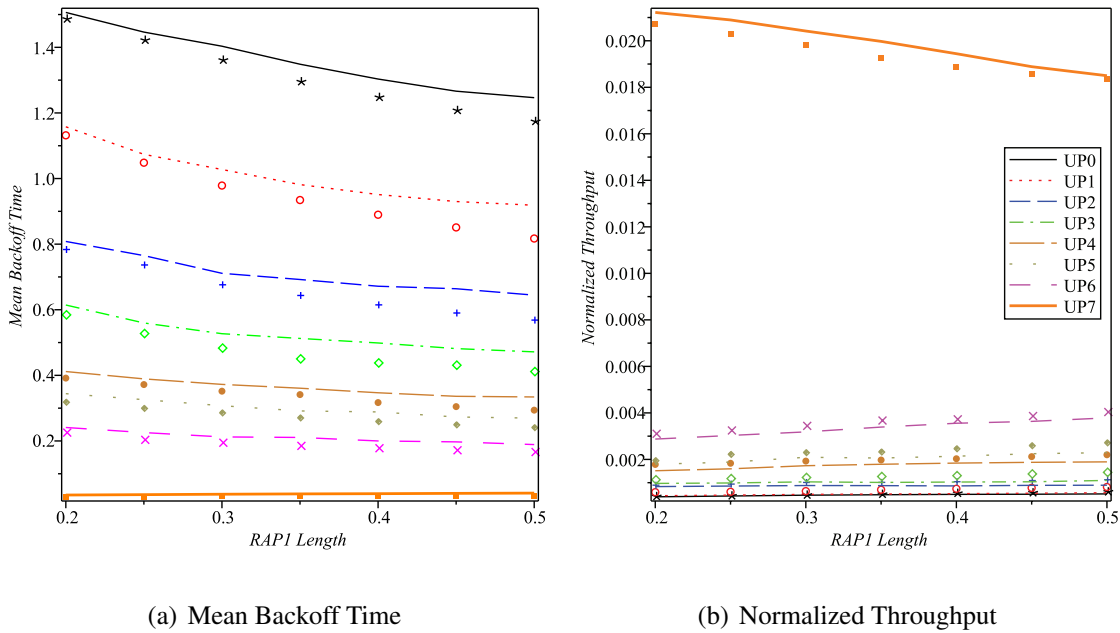 1.4
1.2
1.0
0.8
0.6
0.4
0.2
Mean Backoff Time
0.2
0.3
0.4
0.5
RAP1 Length
0.020
0.018
0.016
0.014
0.012
0.010
0.008
0.006
0.004
0.002
Normalized Throughput
0.2
0.3
0.4
0.5
RAP1 Length
UP0
UP1
UP2
UP3
UP4
UP5
UP6
UP7
(a) Mean Backoff Time
(b) Normalized Throughput